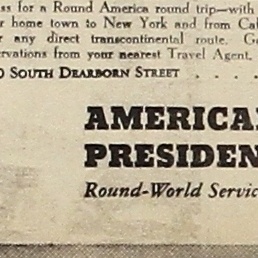 ss for a Round America round trip—with
r home town to New York and from Cal
r any direct transcontinental route. G
ervations from your nearest Travel Agent.
0 SOUTH DEARBORN STREET . . . .
AMERICA
PRESIDEN
Round-World Servic